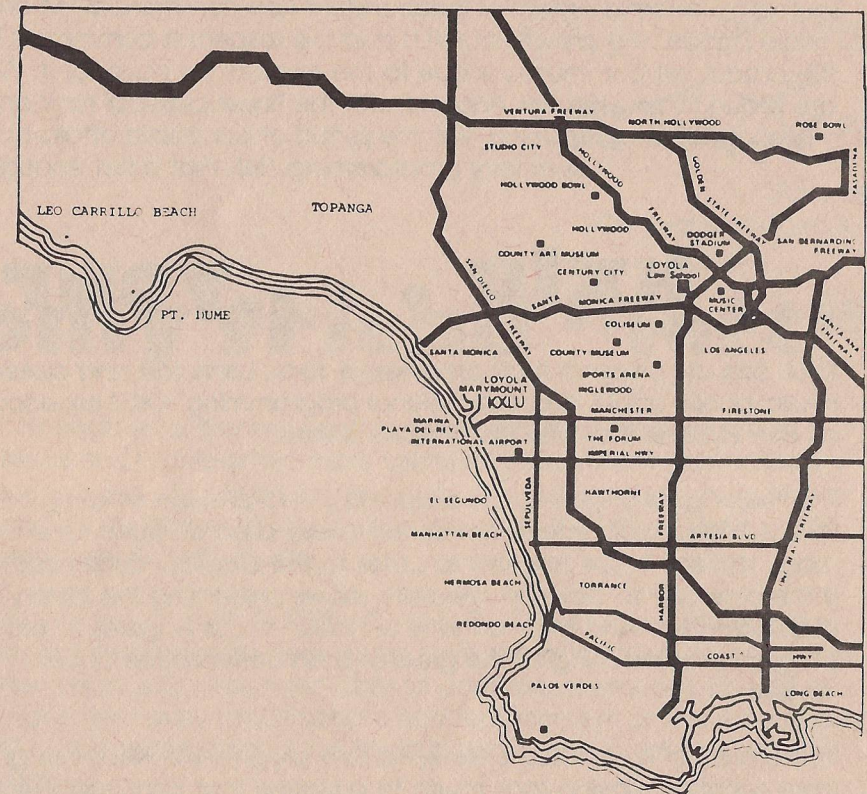 VENTURA FREEWAY
NORTH HOLLYWOOD
ROSE BOWL
STUDIO CITY
HOLLYWOOD
FREEWAY
GOLDEN
STATE FREEWAY
PASADENA
HOLLYWOOD BOWL
LEO CARRILLO BEACH
TOPANGA
HOLLYWOOD
DODGER
STADIUM
SAN BERNARDINO
FREEWAY
COUNTY ART MUSEUM
CENTURY CITY
LOYOLA
Law School
SAN DIEGO
FREEWAY
SANTA
MONICA FREEWAY
MUSIC
CENTER
PT. DUME
COLISEUM
SANTA ANA
FREEWAY
SANTA MONICA
COUNTY MUSEUM
LOS ANGELES
SPORTS ARENA
INGLEWOOD
LOYOLA
MARYMOUNT
KXLU
MANCHESTER
FIRESTONE
MARINA
PLAYA DEL REY
INTERNATIONAL AIRPORT
THE FORUM
IMPERIAL HWY
HAWTHORNE
EL SEGUNDO
SEPULVEDA
FREEWAY
HARBOR
MANHATTAN BEACH
ARTESIA BLVD
LONG BEACH FREEWAY
HERMOSA BEACH
TORRANCE
REDONDO BEACH
PACIFIC
COAST
HWY
PALOS VERDES
LONG BEACH